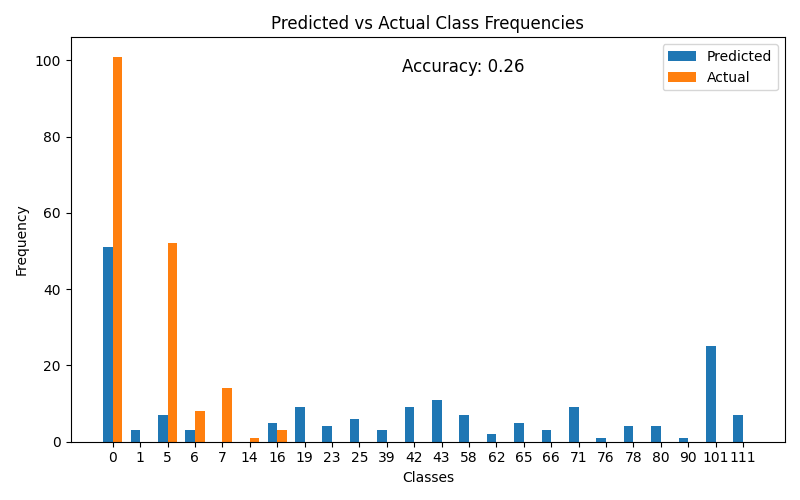 Predicted vs Actual Class Frequencies
Accuracy: 0.26
Predicted
Actual
100
80
60
40
20
0
Frequency
0 1 5 6 7 14 16 19 23 25 39 42 43 58 62 65 66 71 76 78 80 90 101 111
Classes